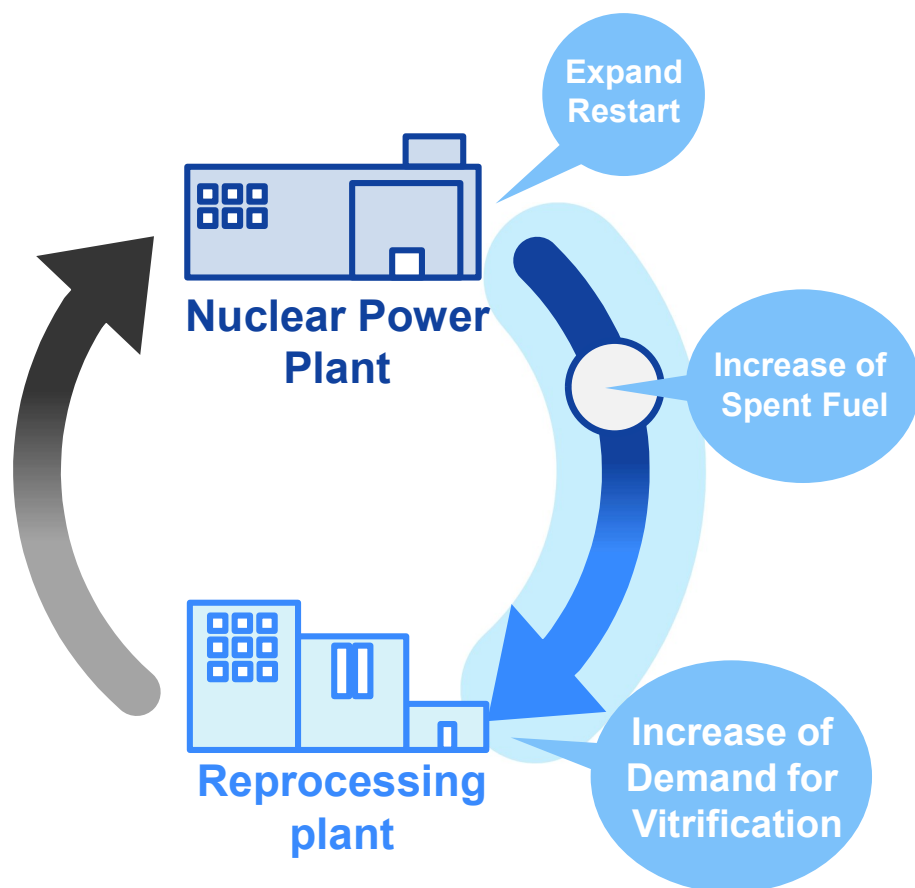 Expand
Restart
Nuclear Power
Plant
Increase of
Spent Fuel
Increase of
Demand for
Vitrification
Reprocessing
plant